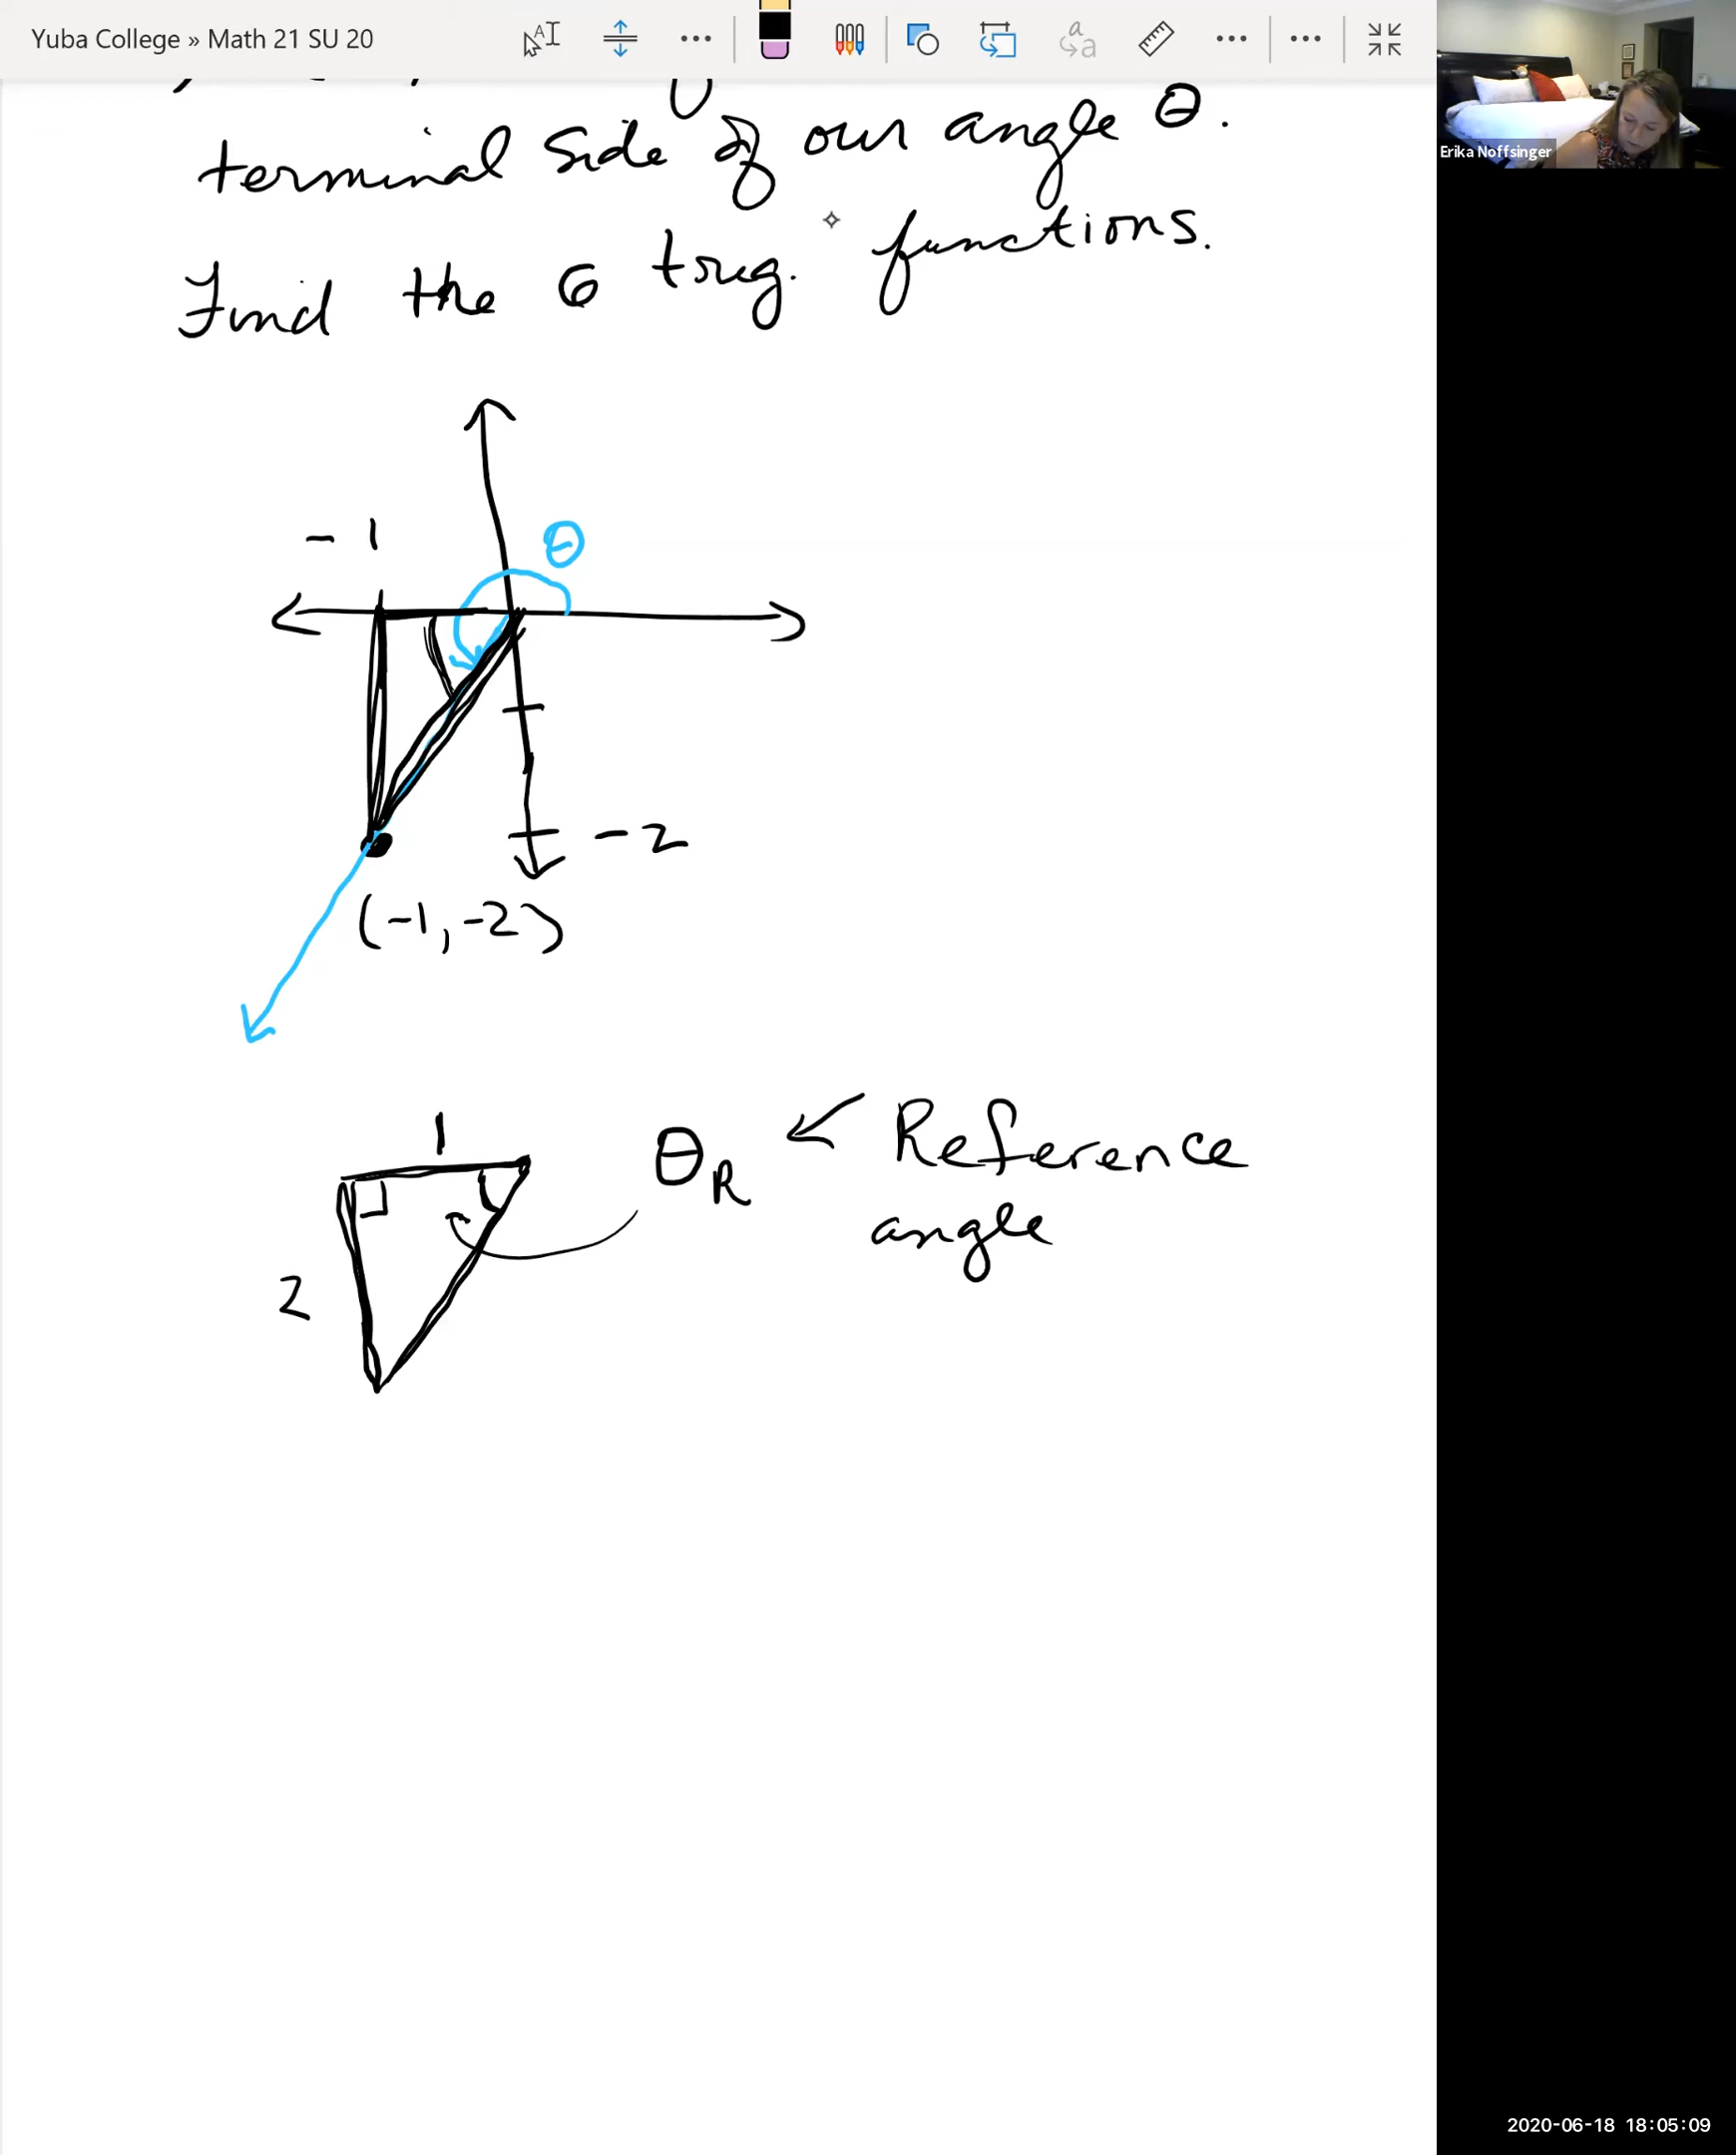 Yuba College » Math 21 SU 20
Erika Noffsinger
terminal side of our angle θ.
Find the 6 trig. functions.
-1
θ
-2
(-1, -2)
1
θR ← Reference
angle
2
2020-06-18 18:05:09